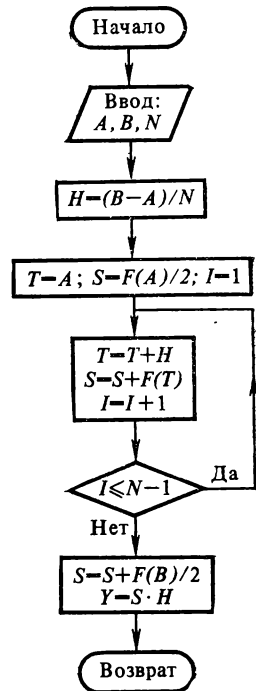 Начало
Ввод:
A, B, N
H=(B−A)/N
T=A; S=F(A)/2; I=1
T=T+H
S=S+F(T)
I=I+1
I⩽N−1
Да
Нет
S=S+F(B)/2
Y=S·H
Возврат